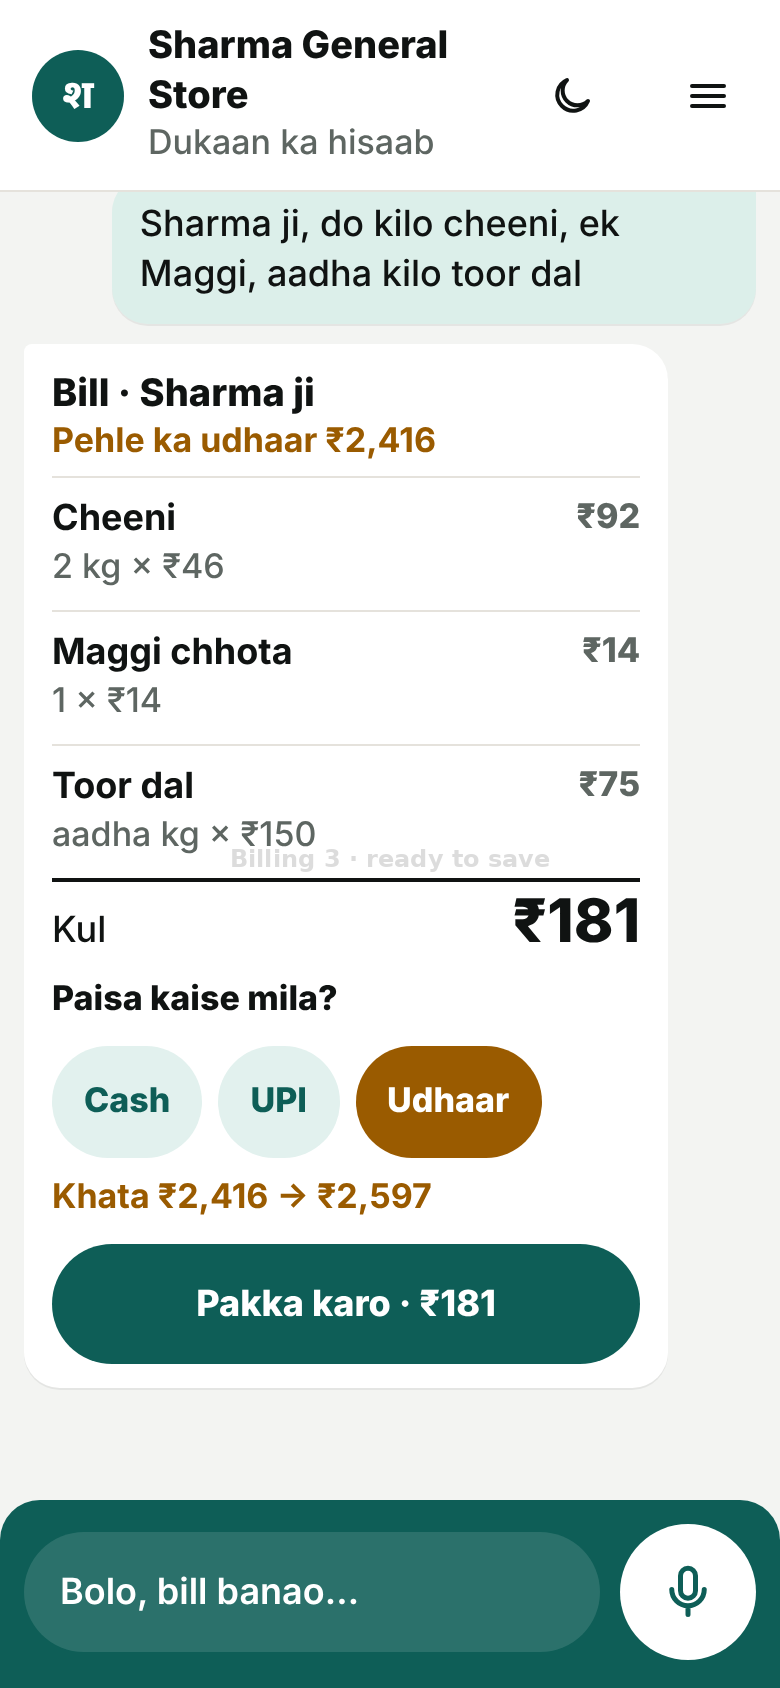 श
Sharma General
Store
Dukaan ka hisaab
Sharma ji, do kilo cheeni, ek
Maggi, aadha kilo toor dal
Bill · Sharma ji
Pehle ka udhaar ₹2,416
Cheeni ₹92
2 kg × ₹46
Maggi chhota ₹14
1 × ₹14
Toor dal ₹75
aadha kg × ₹150
Billing 3 · ready to save
Kul ₹181
Paisa kaise mila?
Cash UPI Udhaar
Khata ₹2,416 → ₹2,597
Pakka karo · ₹181
Bolo, bill banao...